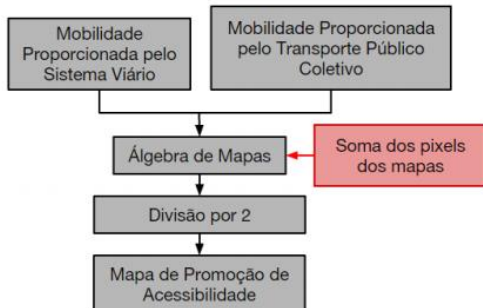 Mobilidade
Proporcionada pelo
Sistema Viário
Mobilidade Proporcionada
pelo Transporte Público
Coletivo
Álgebra de Mapas
Soma dos pixels
dos mapas
Divisão por 2
Mapa de Promoção de
Acessibilidade